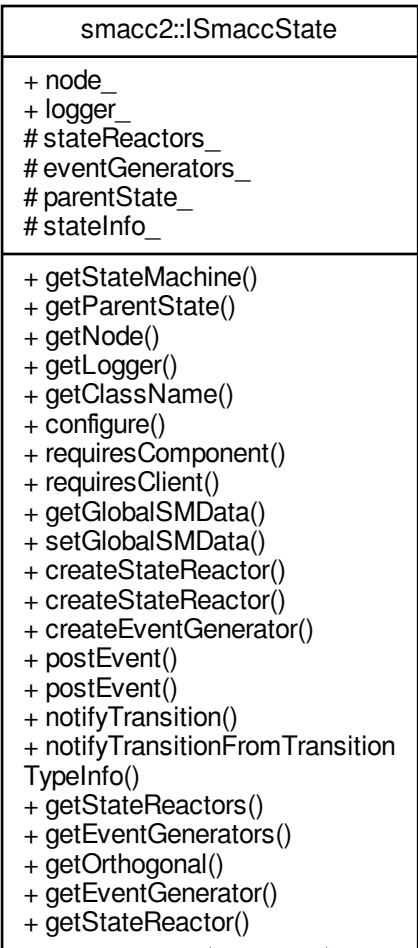 smacc2::ISmaccState
+ node_
+ logger_
# stateReactors_
# eventGenerators_
# parentState_
# stateInfo_
+ getStateMachine()
+ getParentState()
+ getNode()
+ getLogger()
+ getClassName()
+ configure()
+ requiresComponent()
+ requiresClient()
+ getGlobalSMData()
+ setGlobalSMData()
+ createStateReactor()
+ createStateReactor()
+ createEventGenerator()
+ postEvent()
+ postEvent()
+ notifyTransition()
+ notifyTransitionFromTransition
TypeInfo()
+ getStateReactors()
+ getEventGenerators()
+ getOrthogonal()
+ getEventGenerator()
+ getStateReactor()